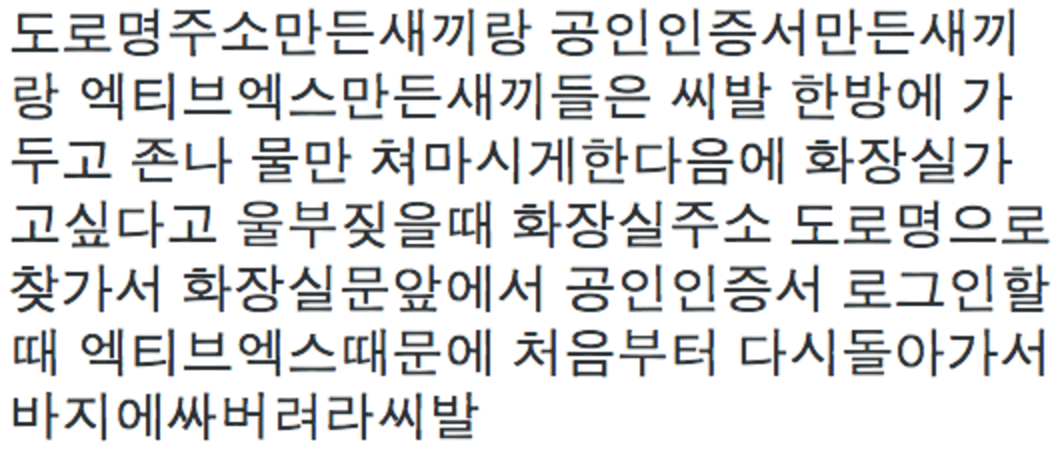 도로명주소만든새끼랑 공인인증서만든새끼
랑 엑티브엑스만든새끼들은 씨발 한방에 가
두고 존나 물만 쳐마시게한다음에 화장실가
고싶다고 울부짖을때 화장실주소 도로명으로
찾가서 화장실문앞에서 공인인증서 로그인할
때 엑티브엑스때문에 처음부터 다시돌아가서
바지에싸버려라씨발